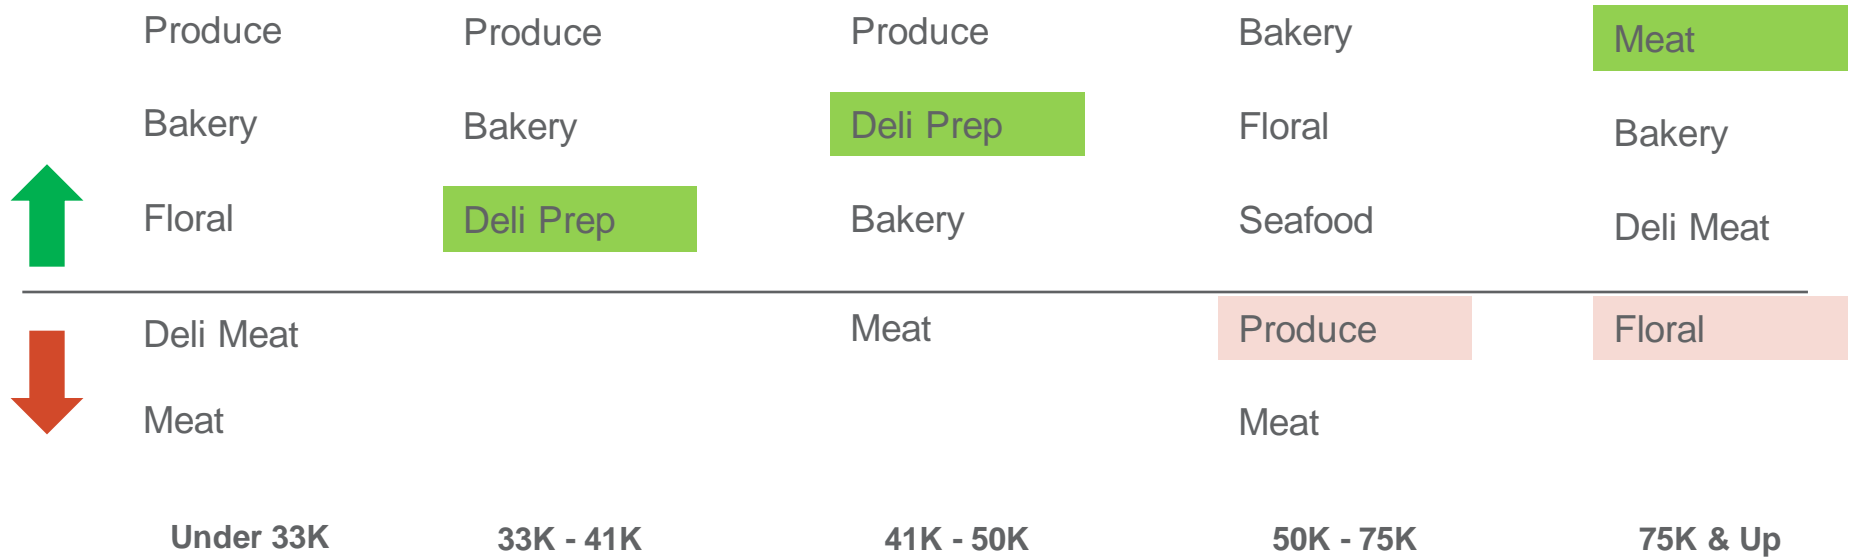 Produce
Produce
Produce
Bakery
Meat
Bakery
Bakery
Deli Prep
Floral
Bakery
Floral
Deli Prep
Bakery
Seafood
Deli Meat
Deli Meat
Meat
Produce
Floral
Meat
Meat
Under 33K
33K - 41K
41K - 50K
50K - 75K
75K & Up